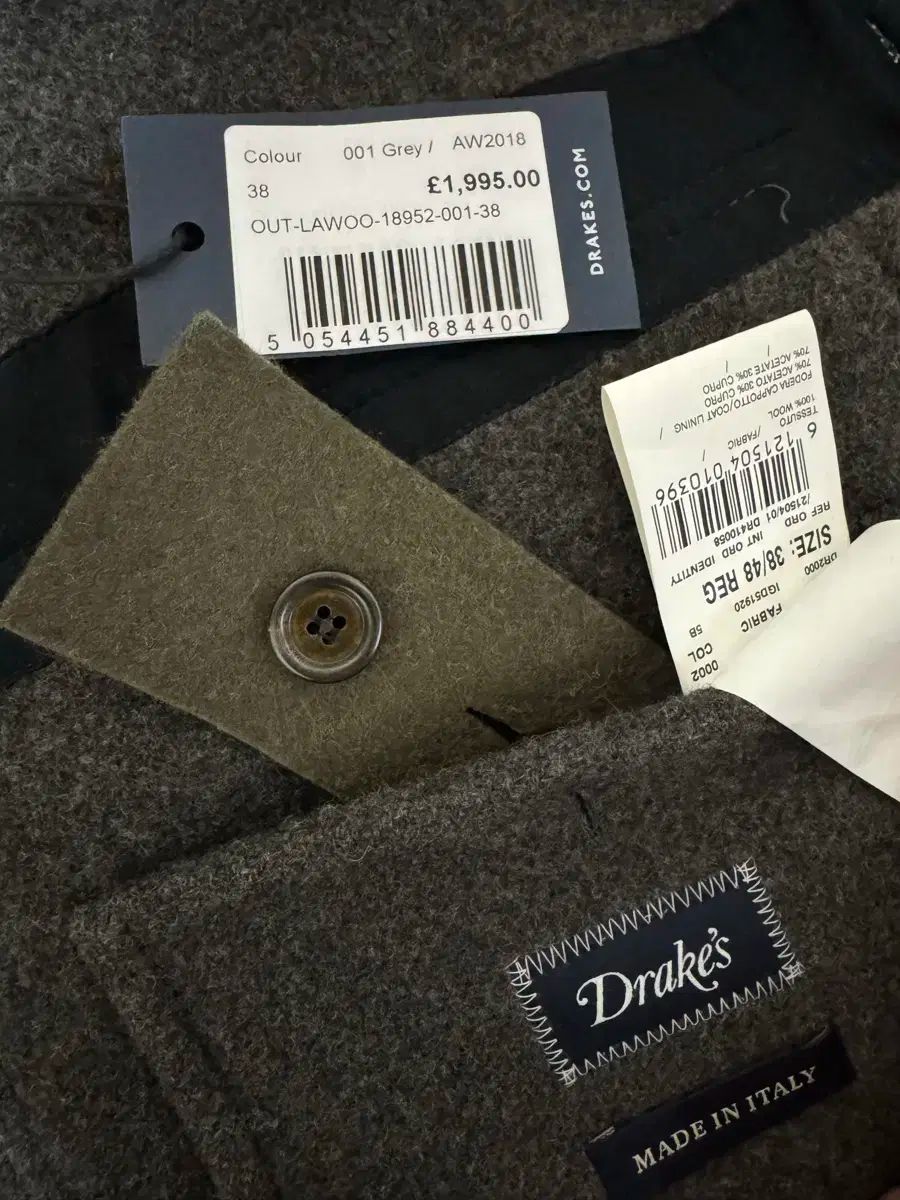 Colour 001 Grey / AW2018
38 £1,995.00
OUT-LAWOO-18952-001-38
5 054451 884400
DRAKES.COM
0002 COL SB
FABRIC IGD51920 DR2000
SIZE: 38/48 REG
IDENTITY INT ORD REF ORD
DR410058 /21504/01
6 121504 010396
/FABRIC /
TESSUTO
100% WOOL
FODERA CAPPOTTO/COAT LINING /
70% ACETATO 30% CUPRO
/ /
70% ACETATE 30% CUPRO
Drake's
MADE IN ITALY